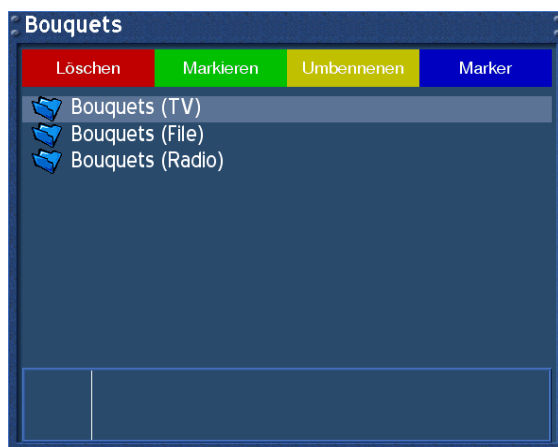 Bouquets
Löschen Markieren Umbennenen Marker
Bouquets (TV)
Bouquets (File)
Bouquets (Radio)